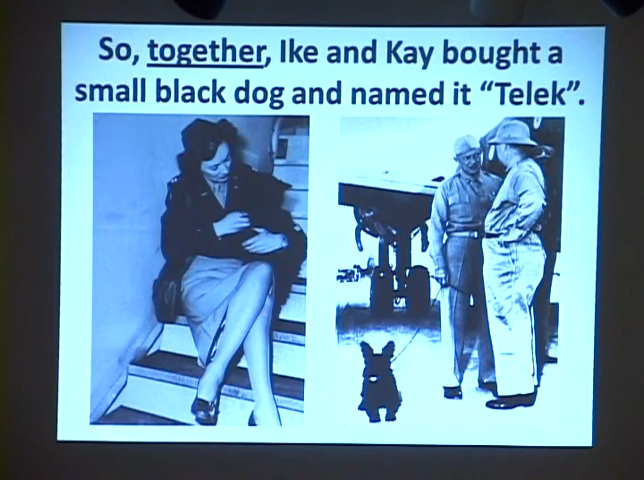 So, together, Ike and Kay bought a
small black dog and named it “Telek”.